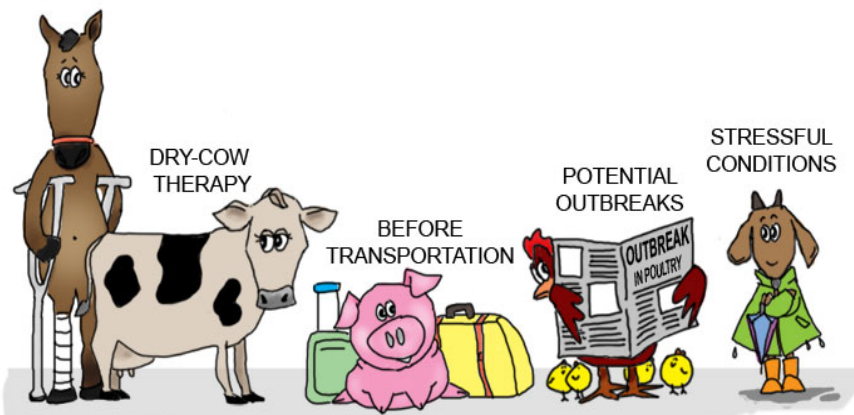 DRY-COW
THERAPY
BEFORE
TRANSPORTATION
POTENTIAL
OUTBREAKS
OUTBREAK
IN POULTRY
STRESSFUL
CONDITIONS